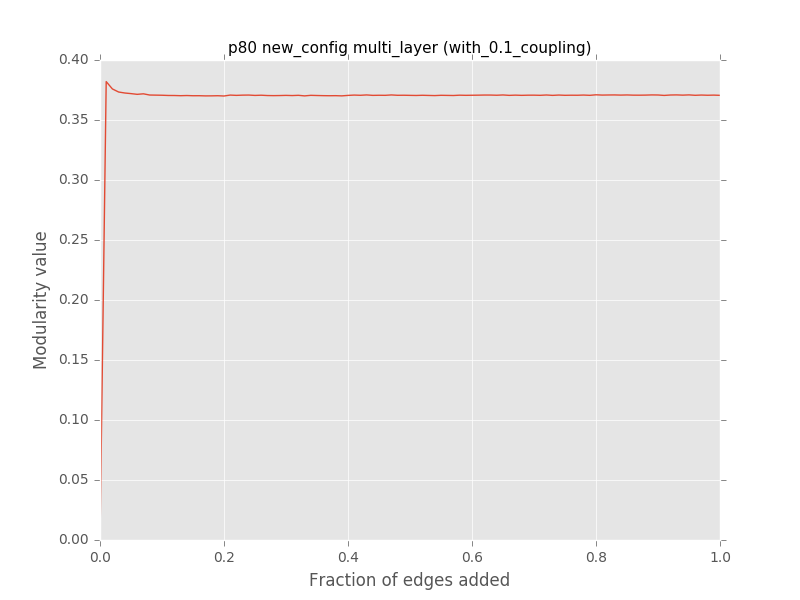 p80 new_config multi_layer (with_0.1_coupling)
0.40
0.35
0.30
0.25
0.20
0.15
0.10
0.05
0.00
Modularity value
0.0 0.2 0.4 0.6 0.8 1.0
Fraction of edges added